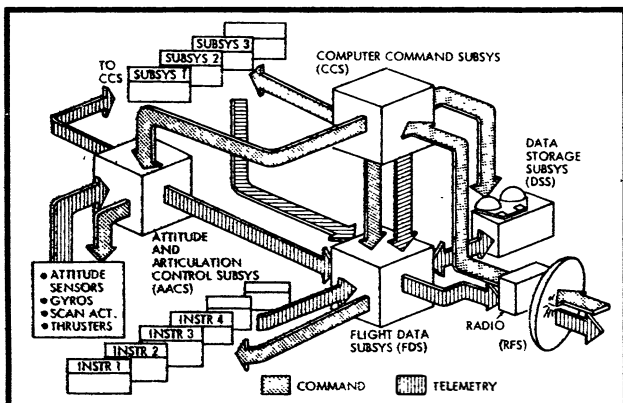 SUBSYS 3
SUBSYS 2
SUBSYS 1
TO
CCS
COMPUTER COMMAND SUBSYS
(CCS)
DATA
STORAGE
SUBSYS
(DSS)
ATTITUDE
AND
ARTICULATION
CONTROL SUBSYS
(AACS)
• ATTITUDE
SENSORS
• GYROS
• SCAN ACT.
• THRUSTERS
INSTR 4
INSTR 3
INSTR 2
INSTR 1
FLIGHT DATA
SUBSYS (FDS)
RADIO
(RFS)
COMMAND
TELEMETRY